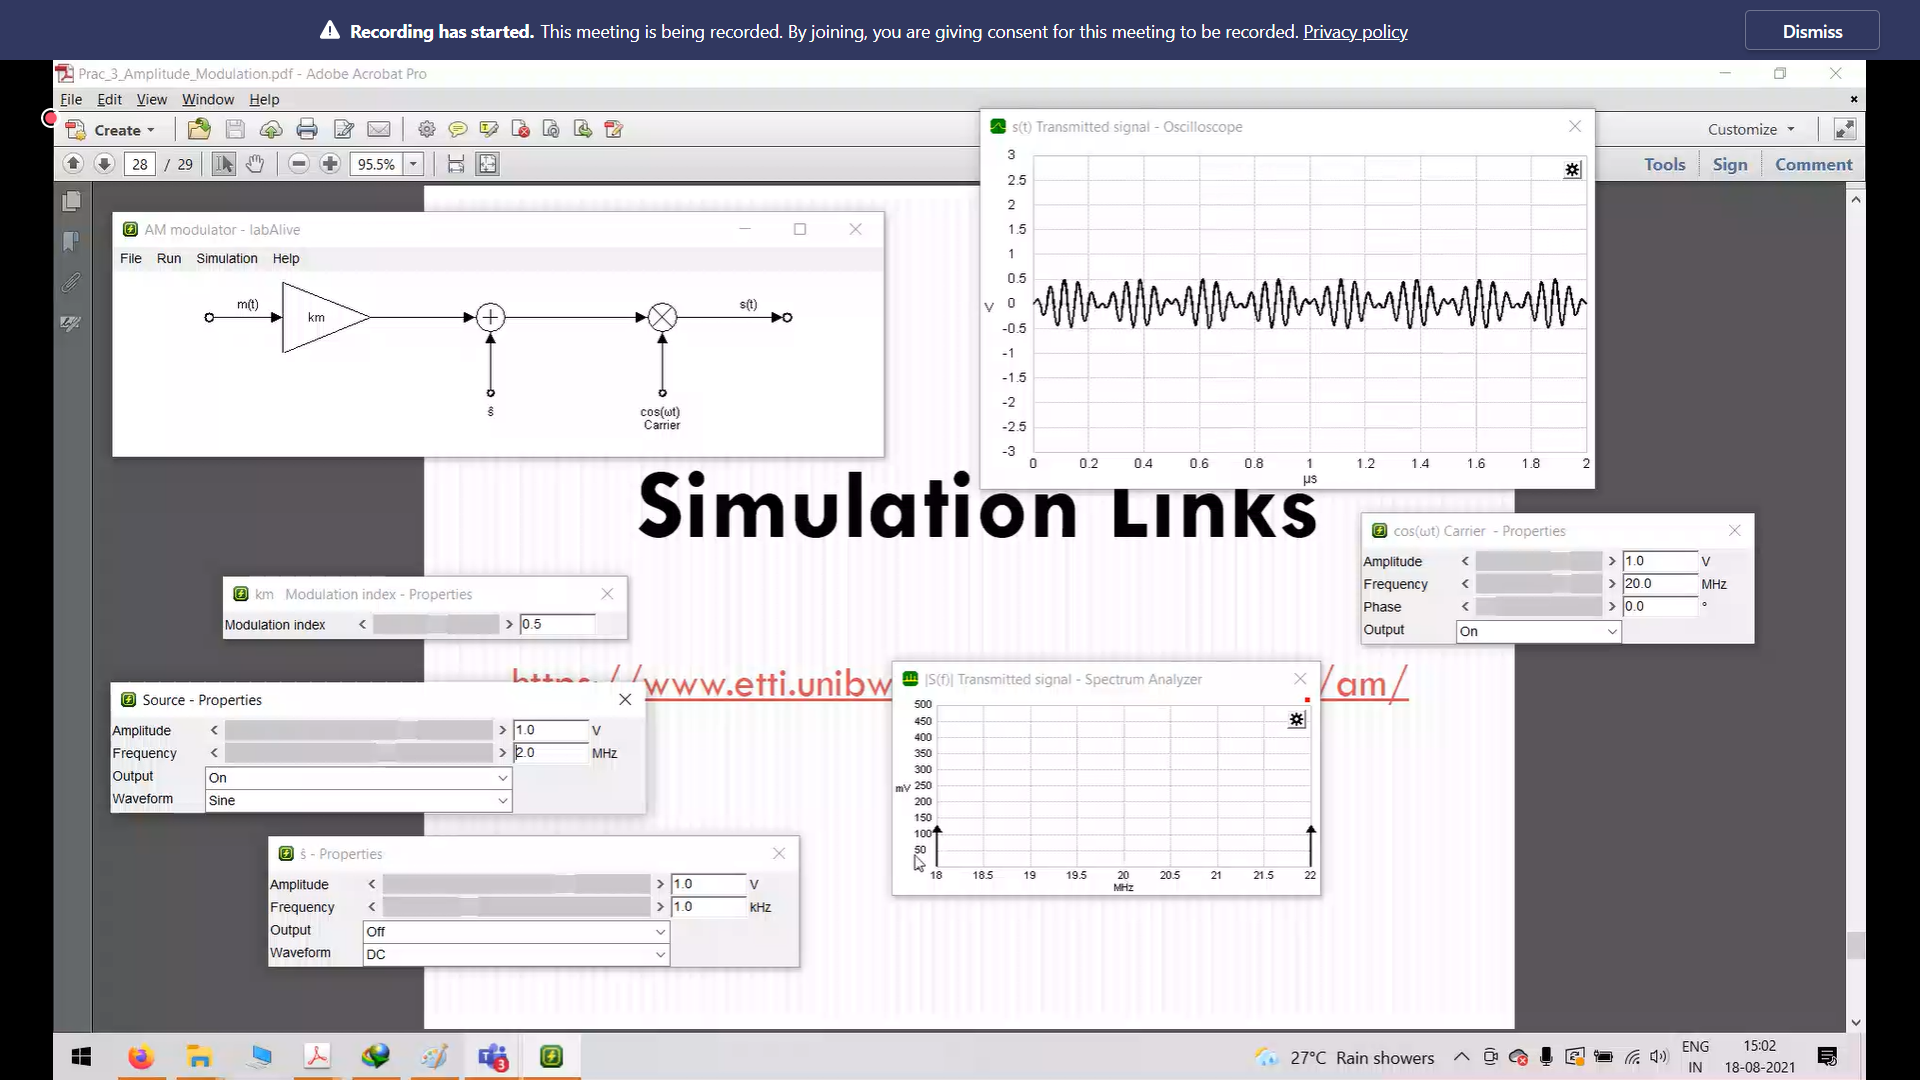 Recording has started. This meeting is being recorded. By joining, you are giving consent for this meeting to be recorded. Privacy policy
Dismiss
Prac_3_Amplitude_Modulation.pdf - Adobe Acrobat Pro
File Edit View Window Help
Create
Customize
28 / 29
95.5%
Tools Sign Comment
AM modulator - labAlive
File Run Simulation Help
m(t)
km
s(t)
ŝ
cos(ωt)
Carrier
s(t) Transmitted signal - Oscilloscope
3
2.5
2
1.5
1
0.5
0
-0.5
-1
-1.5
-2
-2.5
-3
V
0 0.2 0.4 0.6 0.8 1 1.2 1.4 1.6 1.8 2
µs
Simulation Links
cos(ωt) Carrier - Properties
Amplitude < > 1.0 V
Frequency < > 20.0 MHz
Phase < > 0.0 °
Output On
km Modulation index - Properties
Modulation index < > 0.5
https://www.etti.unibw
/am/
Source - Properties
Amplitude < > 1.0 V
Frequency < > 2.0 MHz
Output On
Waveform Sine
|S(f)| Transmitted signal - Spectrum Analyzer
500
450
400
350
300
250
200
150
100
50
mV
18 18.5 19 19.5 20 20.5 21 21.5 22
MHz
ŝ - Properties
Amplitude < > 1.0 V
Frequency < > 1.0 kHz
Output Off
Waveform DC
3
27°C Rain showers
ENG
IN
15:02
18-08-2021